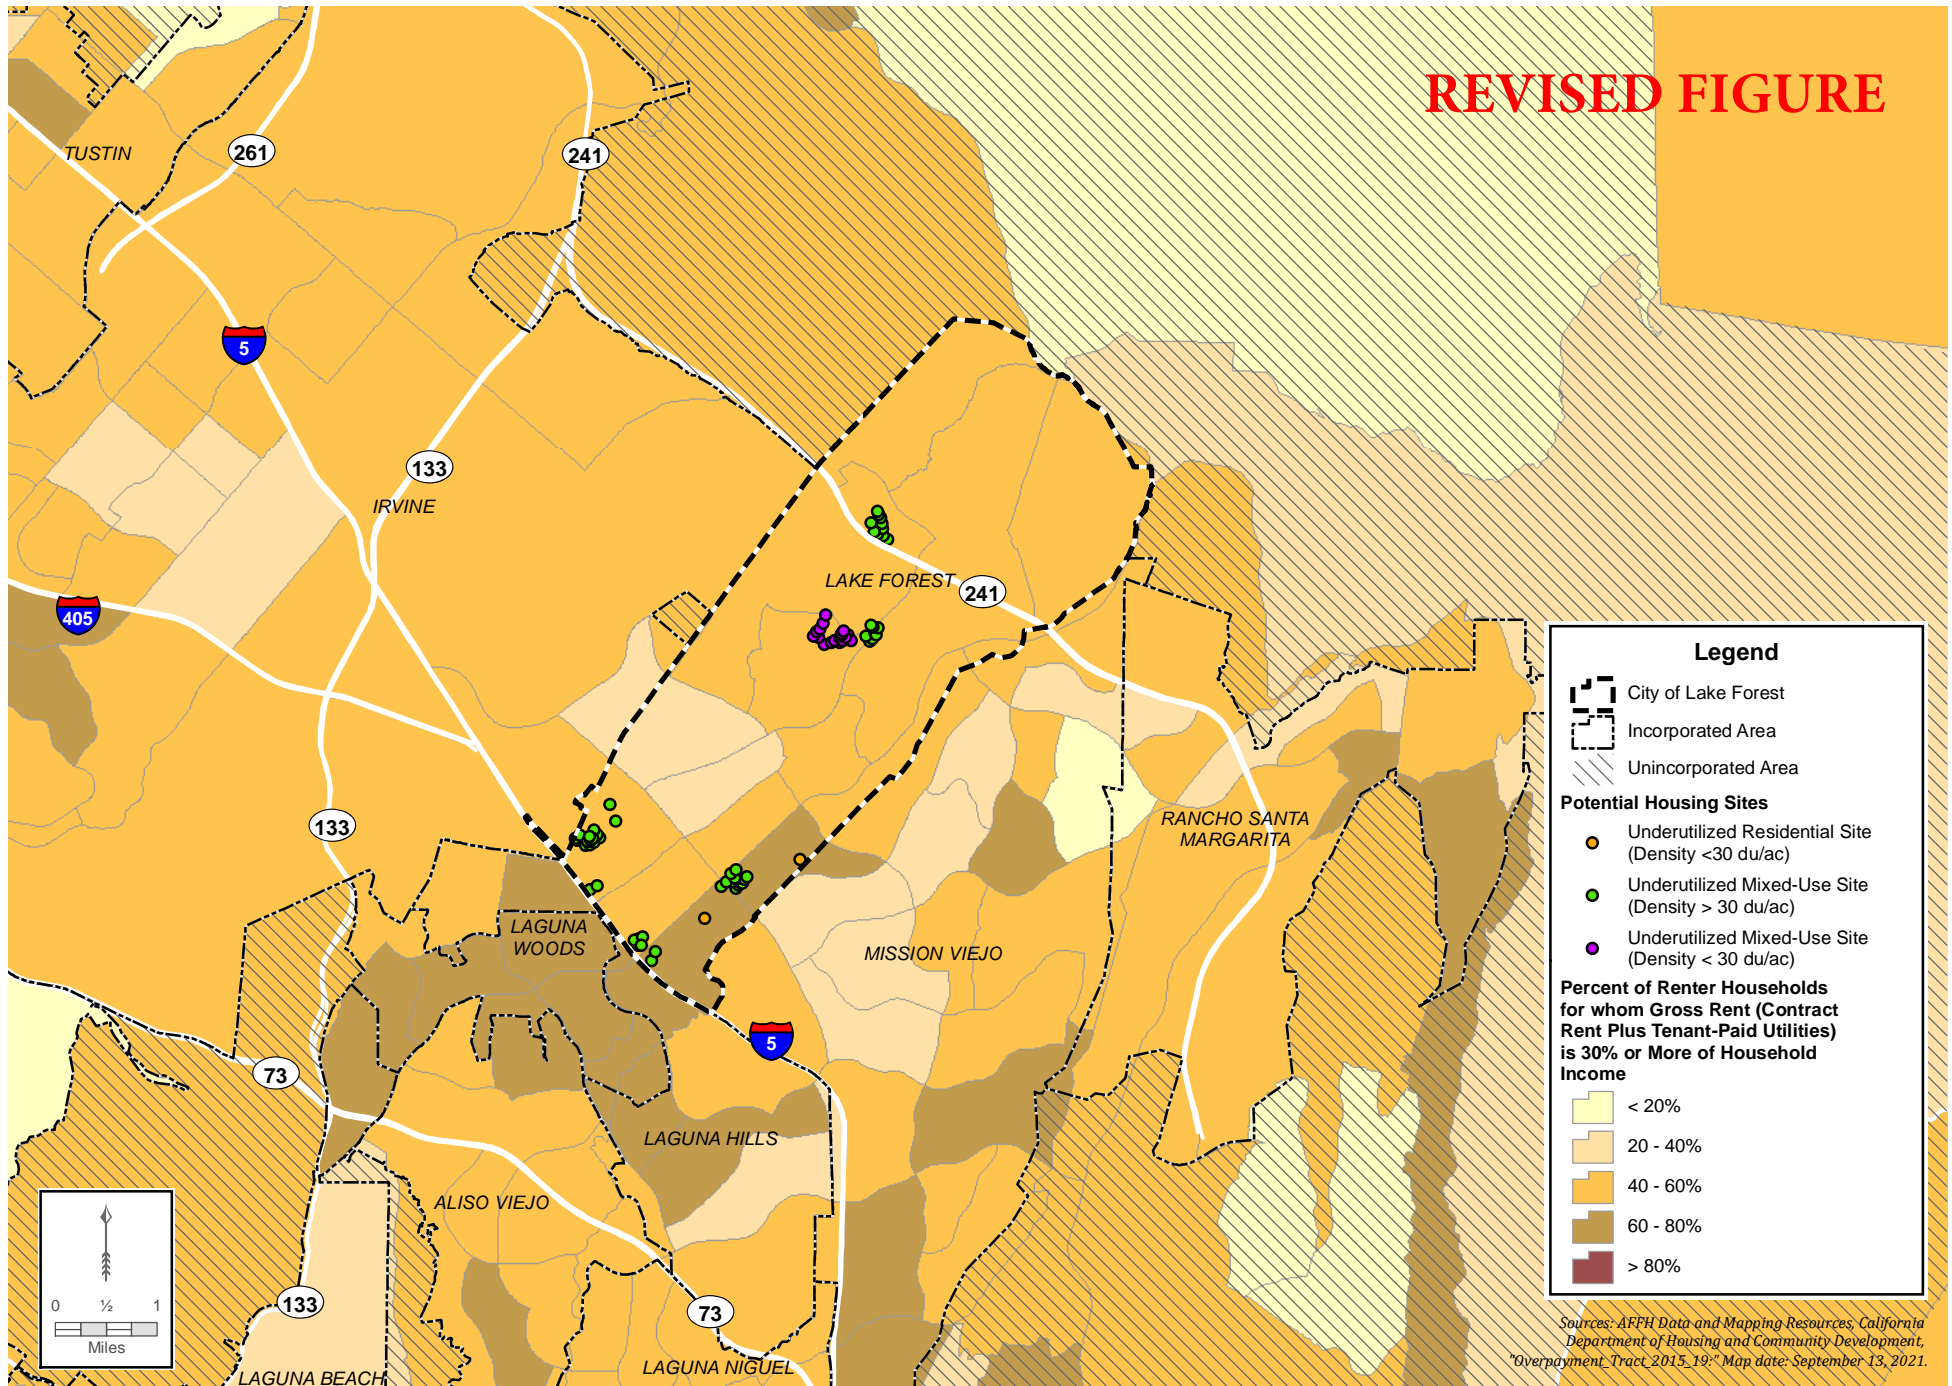 REVISED FIGURE
TUSTIN
261
241
5
133
IRVINE
405
LAKE FOREST
241
133
RANCHO SANTA
MARGARITA
LAGUNA
WOODS
MISSION VIEJO
5
73
LAGUNA HILLS
ALISO VIEJO
133
73
LAGUNA NIGUEL
LAGUNA BEACH
0 ½ 1
Miles
Legend
City of Lake Forest
Incorporated Area
Unincorporated Area
Potential Housing Sites
Underutilized Residential Site
(Density <30 du/ac)
Underutilized Mixed-Use Site
(Density > 30 du/ac)
Underutilized Mixed-Use Site
(Density < 30 du/ac)
Percent of Renter Households
for whom Gross Rent (Contract
Rent Plus Tenant-Paid Utilities)
is 30% or More of Household
Income
< 20%
20 - 40%
40 - 60%
60 - 80%
> 80%
Sources: AFFH Data and Mapping Resources, California
Department of Housing and Community Development,
"Overpayment_Tract_2015_19:" Map date: September 13, 2021.